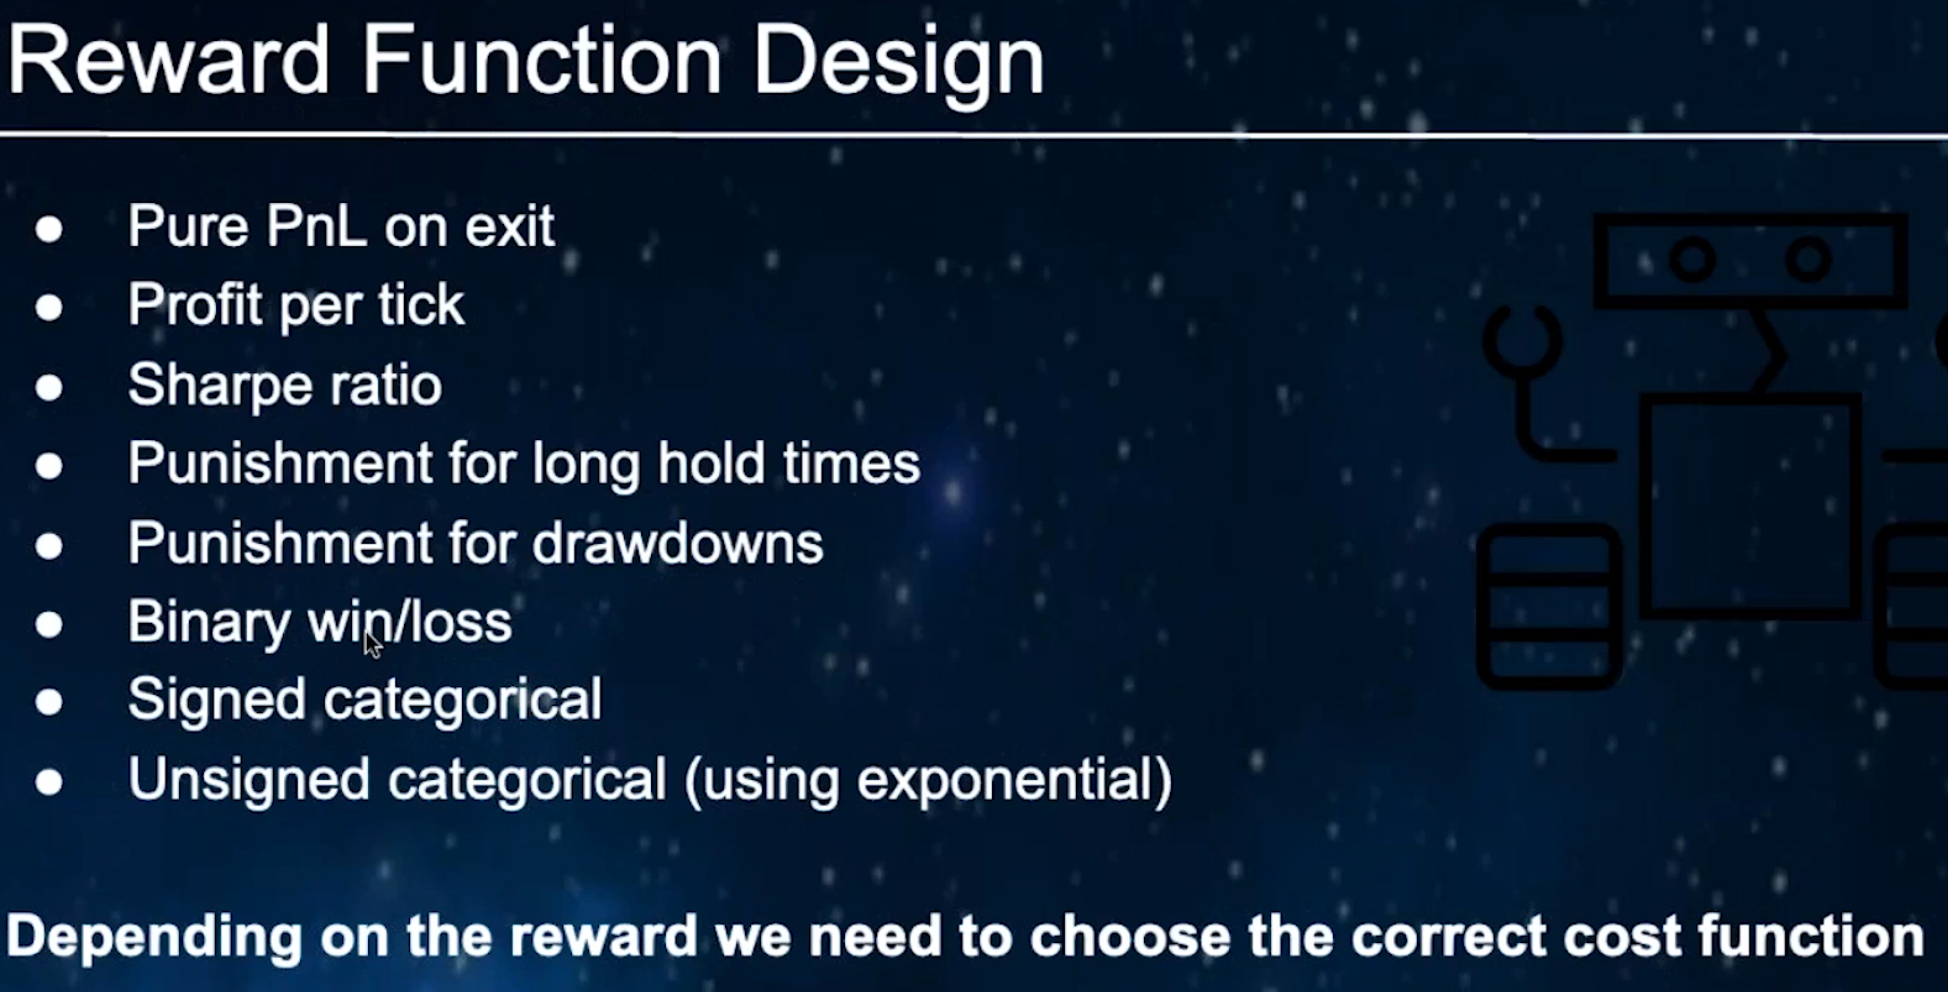 Reward Function Design
● Pure PnL on exit
● Profit per tick
● Sharpe ratio
● Punishment for long hold times
● Punishment for drawdowns
● Binary win/loss
● Signed categorical
● Unsigned categorical (using exponential)
Depending on the reward we need to choose the correct cost function